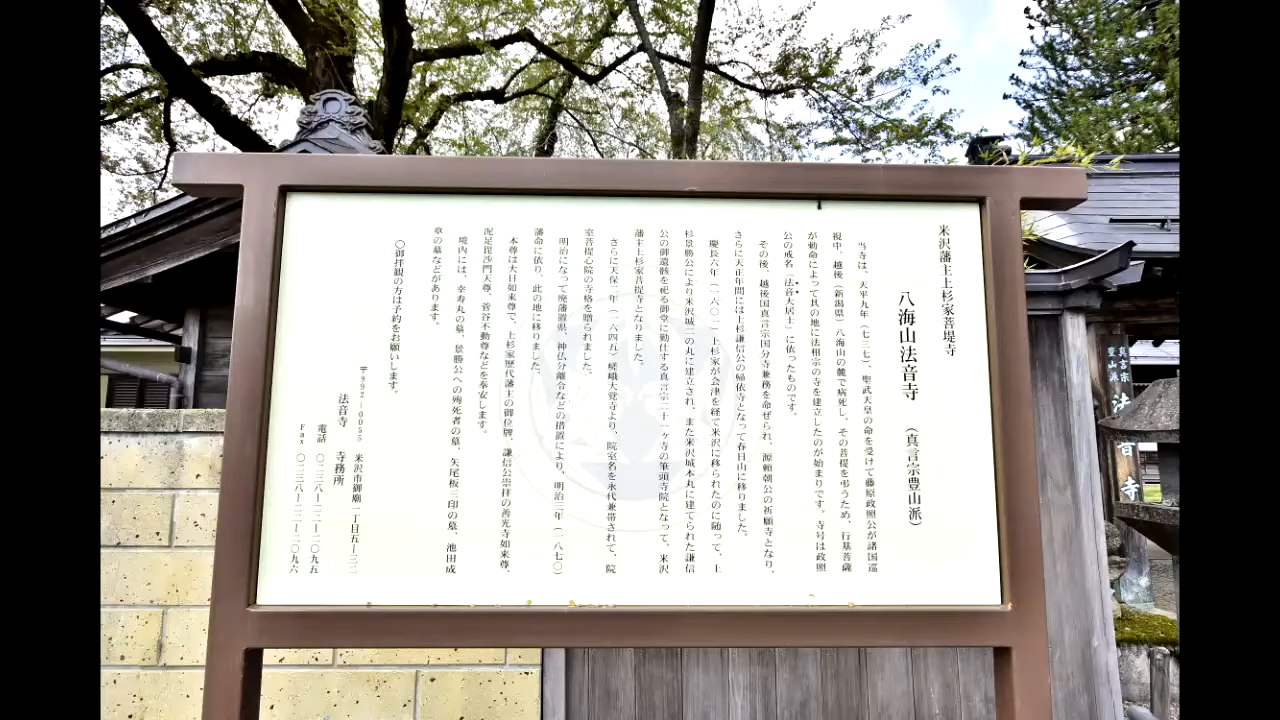 米沢藩主上杉家菩堤寺
八海山法音寺 (真言宗豊山派)
当寺は、天平九年(七三七)、聖武天皇の命を受けて藤原政照公が諸国巡
視中、越後(新潟県)八海山の麓で病死し、その菩提を弔うため、行基菩薩
が勅命によって其の地に法相宗の寺を建立したのが始まりです。寺号は政照
公の戒名「法音大居士」に依ったものです。
その後、越後国真言宗国分寺兼務を命ぜられ、源頼朝公の祈願寺となり、
さらに天正年間には上杉謙信公の帰依寺となって春日山に移りました。
慶長六年(一六〇一)上杉家が会津を経て米沢に移られたのに随って、上
杉景勝公により米沢城二の丸に建立され、また米沢城本丸に建てられた謙信
公の御遺骸を祀る御堂に勤仕する真言宗二十一ヶ寺の筆頭寺院となって、米沢
藩主上杉家菩提寺となりました。
さらに天保二年(一六四五)嵯峨大覚寺より、院室名を永代兼帯されて、院
室菩提心院の寺格を贈られました。
明治になって廃藩置県、神仏分離令などの措置により、明治三年(一八七〇)
藩命に依り、此の地に移りました。
本尊は大日如来尊で、上杉家歴代藩主の御位牌、謙信公崇拝の善光寺如来尊、
泥足毘沙門天尊、菅谷不動尊などを奉安します。
境内には、幸寿丸の墓、景勝公への殉死者の墓、矢尾板三印の墓、池田成
章の墓などがあります。
〇御拝観の方は予約をお願いします。
〒992-0055 米沢市御廟一丁目五-三二
法音寺 寺務所
電話 〇二三八-二二-二〇九五
Fax 〇二三八-二二-二〇九六
真言宗
豊山派
法音寺